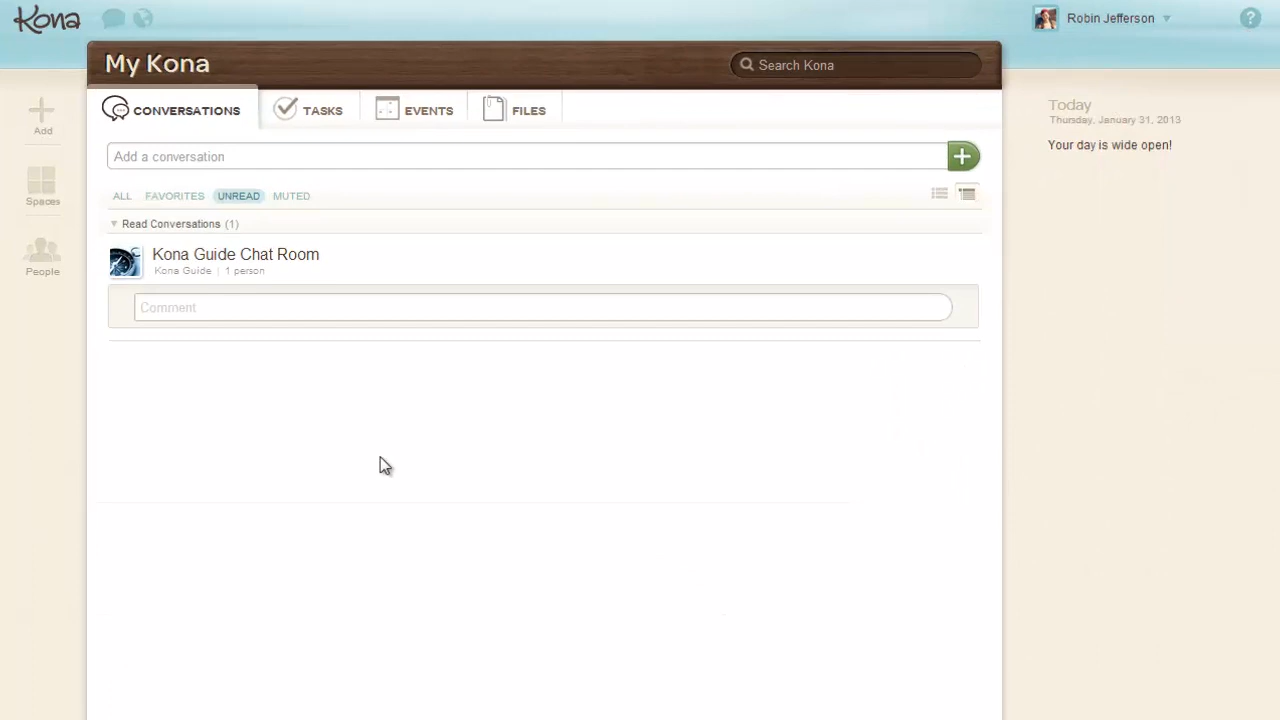 Kona
Robin Jefferson
?
My Kona
Search Kona
CONVERSATIONS
TASKS
EVENTS
FILES
Add
Spaces
People
Add a conversation
ALL FAVORITES UNREAD MUTED
Read Conversations (1)
Kona Guide Chat Room
Kona Guide | 1 person
Comment
Today
Thursday, January 31, 2013
Your day is wide open!